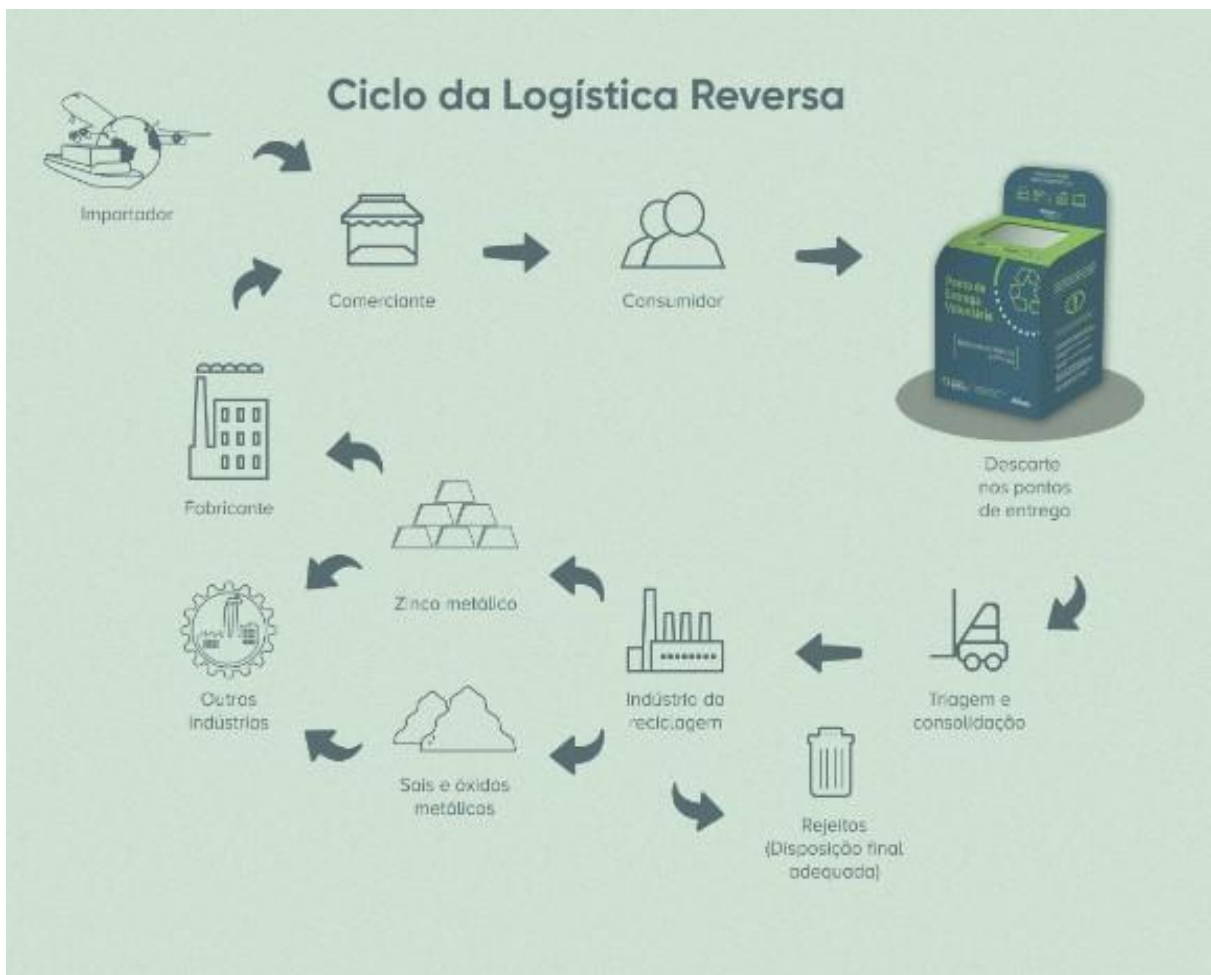 Ciclo da Logística Reversa
Importador
Comerciante
Consumidor
Ponto de
Entrega
Voluntária
Descarte
nos pontos
de entrega
Fabricante
Zinco metálico
Outras
indústrias
Indústria da
reciclagem
Triagem e
consolidação
Sais e óxidos
metálicos
Rejeitos
(Disposição final
adequada)